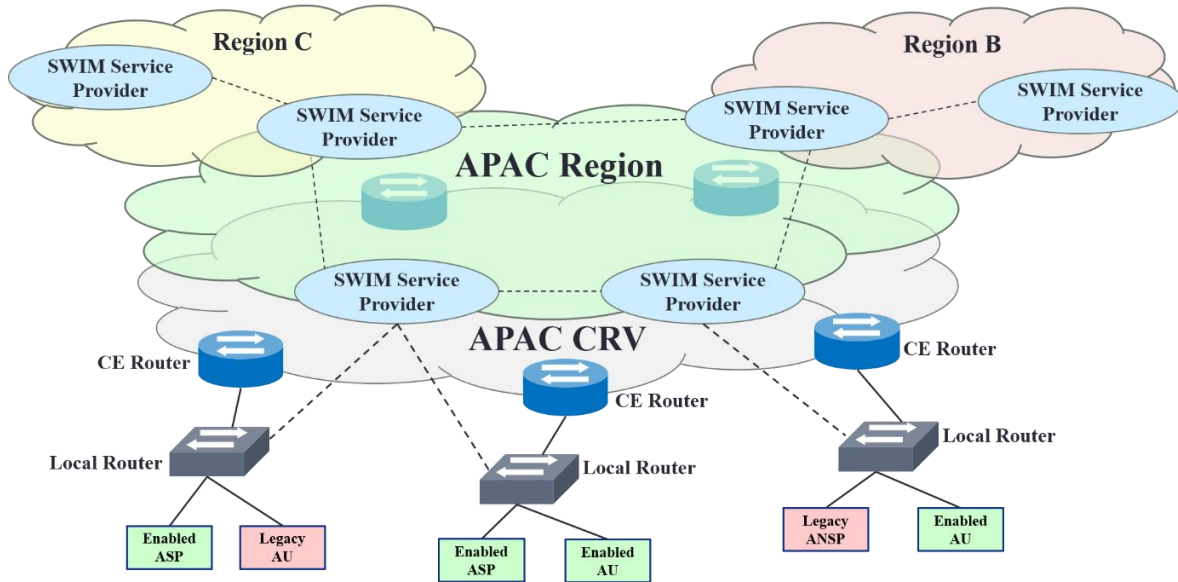 Region C
Region B
SWIM Service
Provider
SWIM Service
Provider
SWIM Service
Provider
SWIM Service
Provider
APAC Region
SWIM Service
Provider
SWIM Service
Provider
APAC CRV
CE Router
CE Router
CE Router
Local Router
Local Router
Local Router
Enabled
ASP
Legacy
AU
Enabled
ASP
Enabled
AU
Legacy
ANSP
Enabled
AU